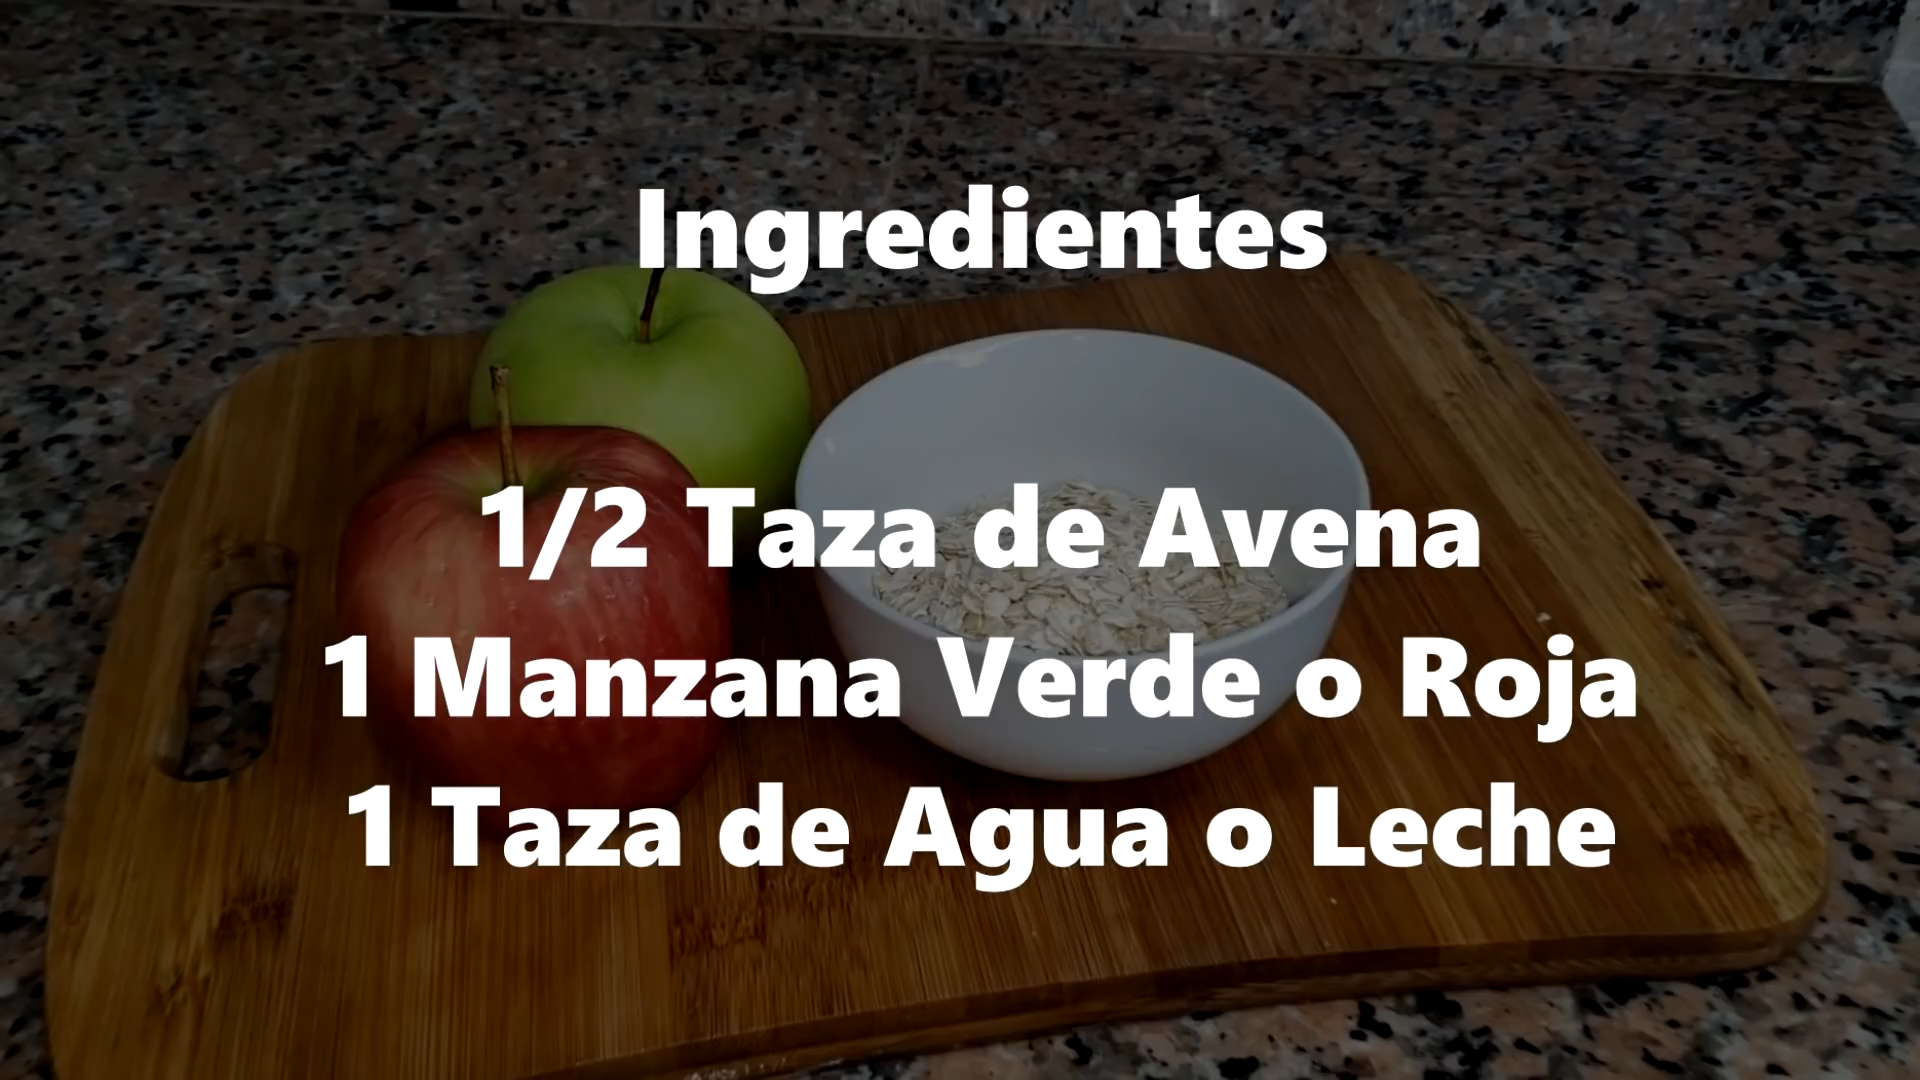 Ingredientes
1/2 Taza de Avena
1 Manzana Verde o Roja
1 Taza de Agua o Leche